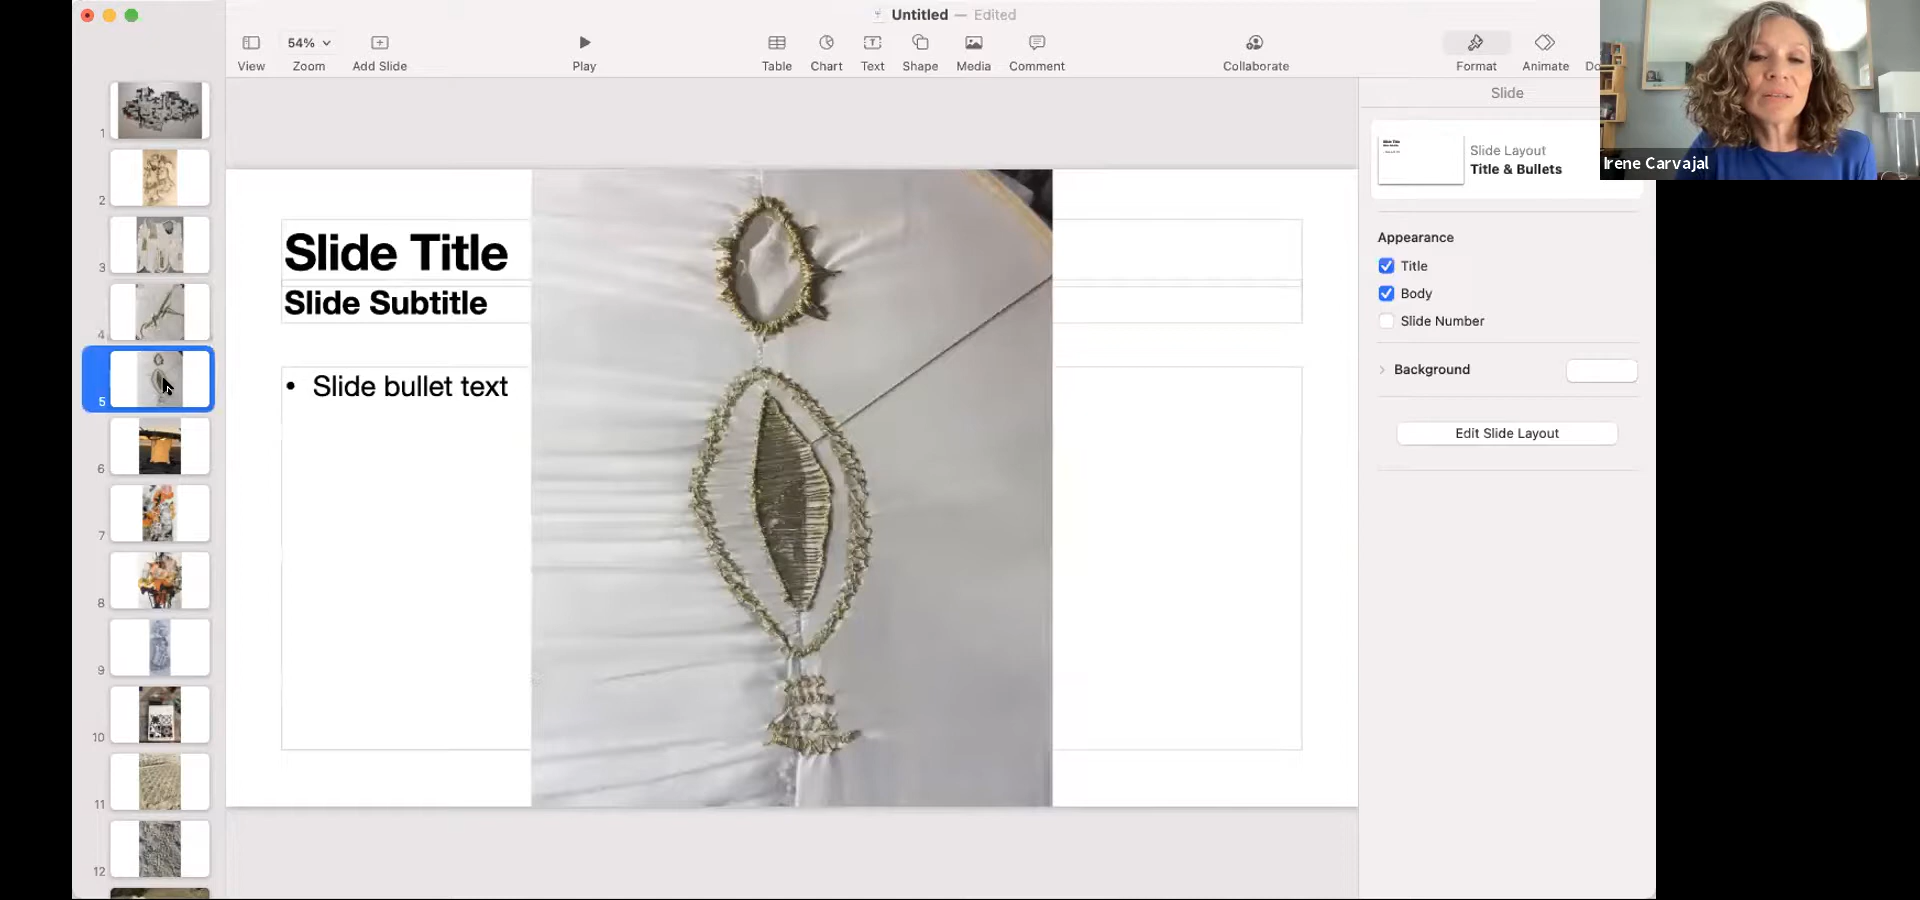 Untitled — Edited
View
54%
Zoom
Add Slide
Play
Table
Chart
Text
Shape
Media
Comment
Collaborate
Format
Animate
Slide
Irene Carvajal
Slide Layout
Title & Bullets
Appearance
Title
Body
Slide Number
Background
Edit Slide Layout
Slide Title
Slide Subtitle
• Slide bullet text
1
2
3
4
5
6
7
8
9
10
11
12